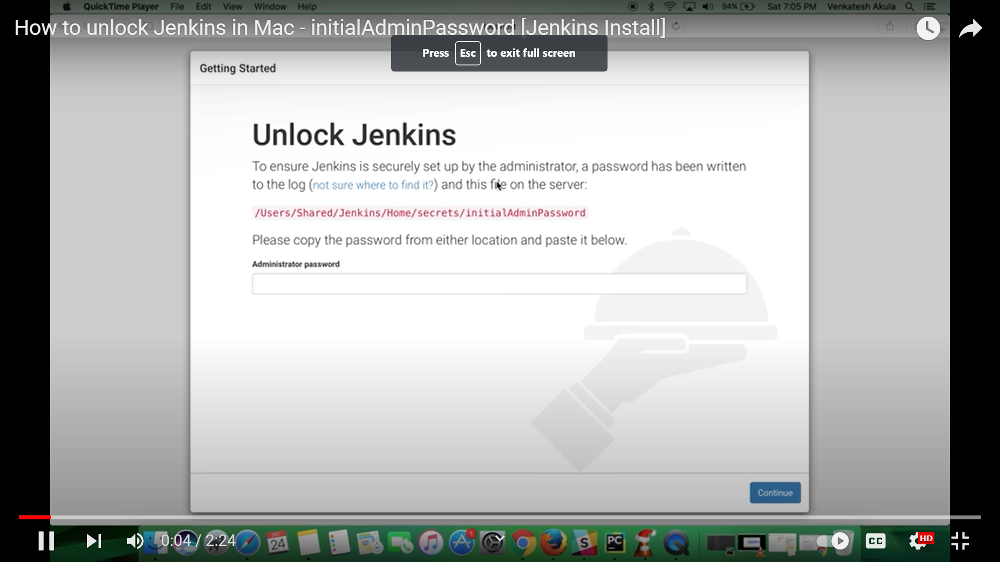 QuickTime Player File Edit View Window Help 94% Sat 7:05 PM Venkatesh Akula
How to unlock Jenkins in Mac - initialAdminPassword [Jenkins Install]
Press Esc to exit full screen
Getting Started
Unlock Jenkins
To ensure Jenkins is securely set up by the administrator, a password has been written
to the log (not sure where to find it?) and this file on the server:
/Users/Shared/Jenkins/Home/secrets/initialAdminPassword
Please copy the password from either location and paste it below.
Administrator password
Continue
0:04 / 2:24
DEC
24
1
S
PC
CC
HD